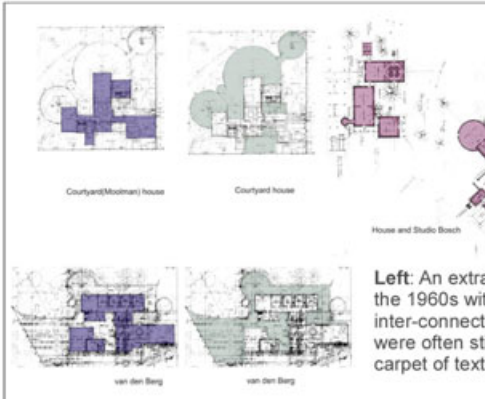 Courtyard(Moolman) house
Courtyard house
House and Studio Bosch
van den Berg
van den Berg
Left: An extra
the 1960s wit
inter-connect
were often sti
carpet of text